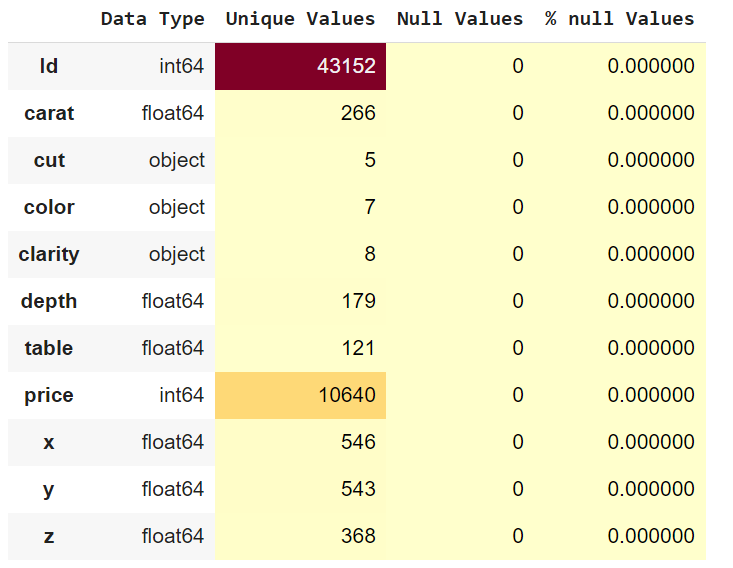 Data Type Unique Values Null Values % null Values
Id int64 43152 0 0.000000
carat float64 266 0 0.000000
cut object 5 0 0.000000
color object 7 0 0.000000
clarity object 8 0 0.000000
depth float64 179 0 0.000000
table float64 121 0 0.000000
price int64 10640 0 0.000000
x float64 546 0 0.000000
y float64 543 0 0.000000
z float64 368 0 0.000000